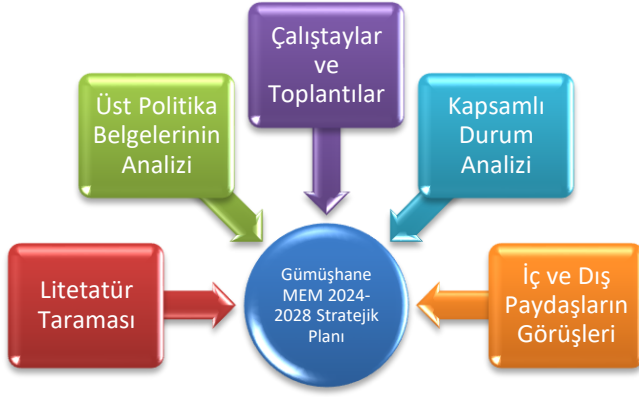 Çalıştaylar
ve
Toplantılar
Üst Politika
Belgelerinin
Analizi
Kapsamlı
Durum
Analizi
Litetatür
Taraması
Gümüşhane
MEM 2024-
2028 Stratejik
Planı
İç ve Dış
Paydaşların
Görüşleri